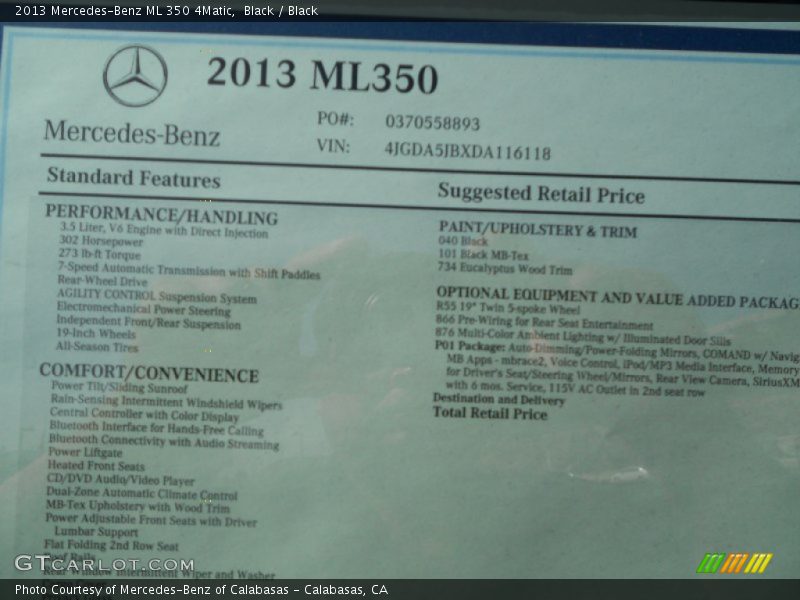 2013 Mercedes-Benz ML 350 4Matic,  Black / Black
2013 ML350
Mercedes-Benz
PO#: 0370558893
VIN: 4JGDA5JBXDA116118
Standard Features
Suggested Retail Price
PERFORMANCE/HANDLING
3.5 Liter, V6 Engine with Direct Injection
302 Horsepower
273 lb-ft Torque
7-Speed Automatic Transmission with Shift Paddles
Rear-Wheel Drive
AGILITY CONTROL Suspension System
Electromechanical Power Steering
Independent Front/Rear Suspension
19-Inch Wheels
All-Season Tires
COMFORT/CONVENIENCE
Power Tilt/Sliding Sunroof
Rain-Sensing Intermittent Windshield Wipers
Central Controller with Color Display
Bluetooth Interface for Hands-Free Calling
Bluetooth Connectivity with Audio Streaming
Power Liftgate
Heated Front Seats
CD/DVD Audio/Video Player
Dual-Zone Automatic Climate Control
MB-Tex Upholstery with Wood Trim
Power Adjustable Front Seats with Driver
Lumbar Support
Flat Folding 2nd Row Seat
Roof Rails
Rear Window Intermittent Wiper and Washer
PAINT/UPHOLSTERY & TRIM
040 Black
101 Black MB-Tex
734 Eucalyptus Wood Trim
OPTIONAL EQUIPMENT AND VALUE ADDED PACKAG
R55 19" Twin 5-spoke Wheel
866 Pre-Wiring for Rear Seat Entertainment
876 Multi-Color Ambient Lighting w/ Illuminated Door Sills
P01 Package: Auto-Dimming/Power-Folding Mirrors, COMAND w/ Navig
MB Apps - mbrace2, Voice Control, iPod/MP3 Media Interface, Memory
for Driver's Seat/Steering Wheel/Mirrors, Rear View Camera, SiriusXM
with 6 mos. Service, 115V AC Outlet in 2nd seat row
Destination and Delivery
Total Retail Price
GTCARLOT.COM
Photo Courtesy of Mercedes-Benz of Calabasas - Calabasas, CA